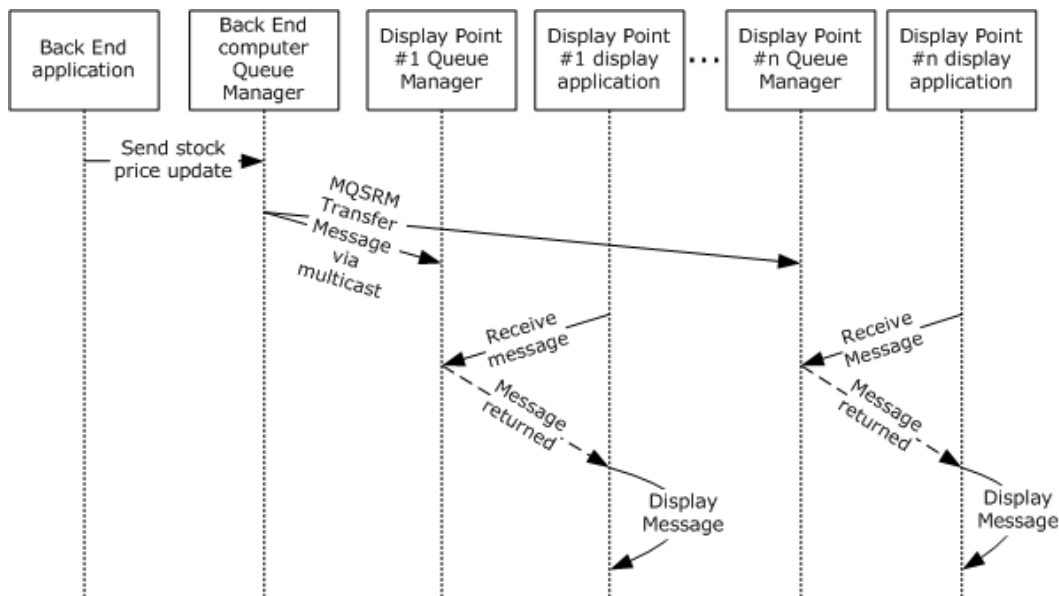 Back End
application
Back End
computer
Queue
Manager
Display Point
#1 Queue
Manager
Display Point
#1 display
application
...
Display Point
#n Queue
Manager
Display Point
#n display
application
Send stock
price update
MQSRM
Transfer
Message
via
multicast
Receive
message
Receive
Message
Message
returned
Message
returned
Display
Message
Display
Message